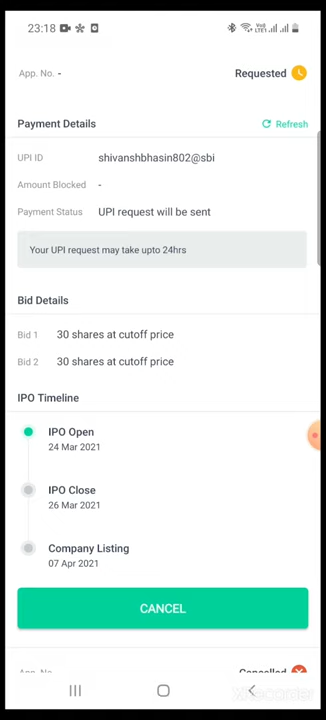 23:18
App. No. -
Requested
Payment Details
Refresh
UPI ID shivanshbhasin802@sbi
Amount Blocked -
Payment Status UPI request will be sent
Your UPI request may take upto 24hrs
Bid Details
Bid 1 30 shares at cutoff price
Bid 2 30 shares at cutoff price
IPO Timeline
IPO Open
24 Mar 2021
IPO Close
26 Mar 2021
Company Listing
07 Apr 2021
CANCEL
App. No.
Cancelled
XRecorder